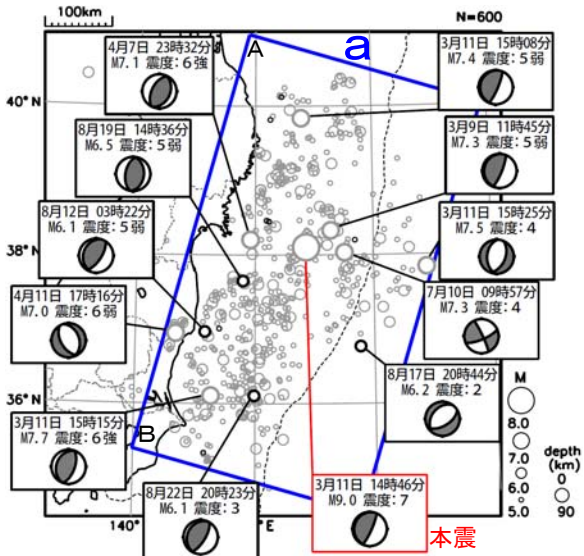 100km
N=600
4月7日 23時32分
M7.1 震度：6強
A
a
3月11日 15時08分
M7.4 震度：5弱
40°N
8月19日 14時36分
M6.5 震度：5弱
3月9日 11時45分
M7.3 震度：5弱
8月12日 03時22分
M6.1 震度：5弱
3月11日 15時25分
M7.5 震度：4
38°N
4月11日 17時16分
M7.0 震度：6弱
7月10日 09時57分
M7.3 震度：4
8月17日 20時44分
M6.2 震度：2
36°N
3月11日 15時15分
M7.7 震度：6強
B
M
8.0
7.0
6.0
5.0
depth
(km)
0
90
8月22日 20時23分
M6.1 震度：3
3月11日 14時46分
M9.0 震度：7
本震
140°
E